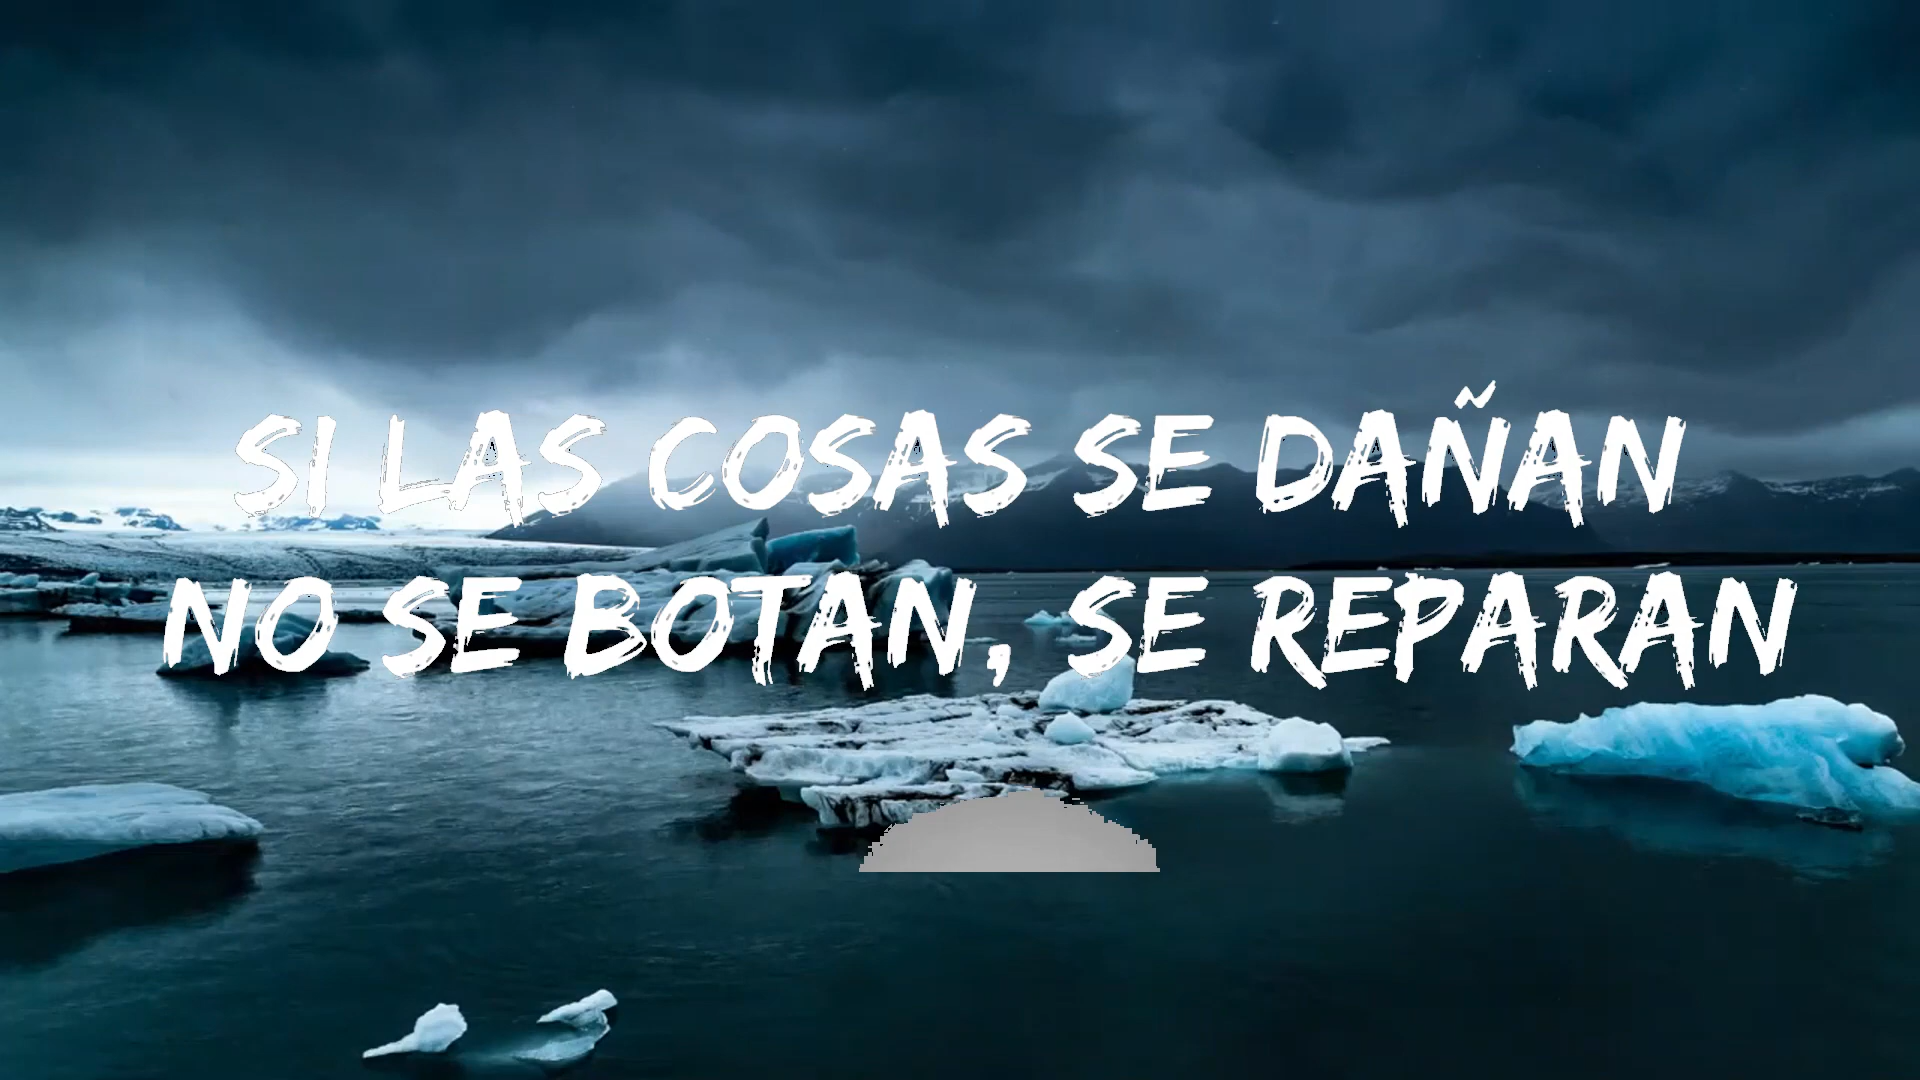 SI LAS COSAS SE DAÑAN
NO SE BOTAN, SE REPARAN